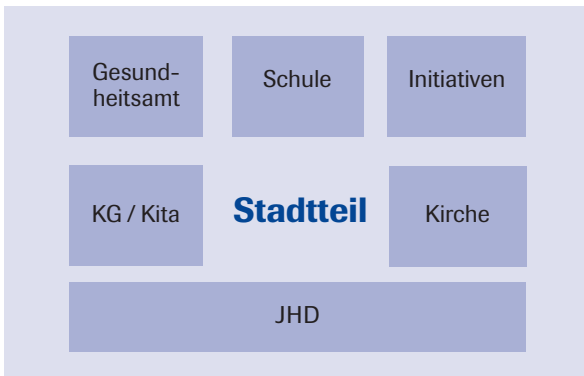 Gesund-
heitsamt
Schule
Initiativen
KG / Kita
Stadtteil
Kirche
JHD